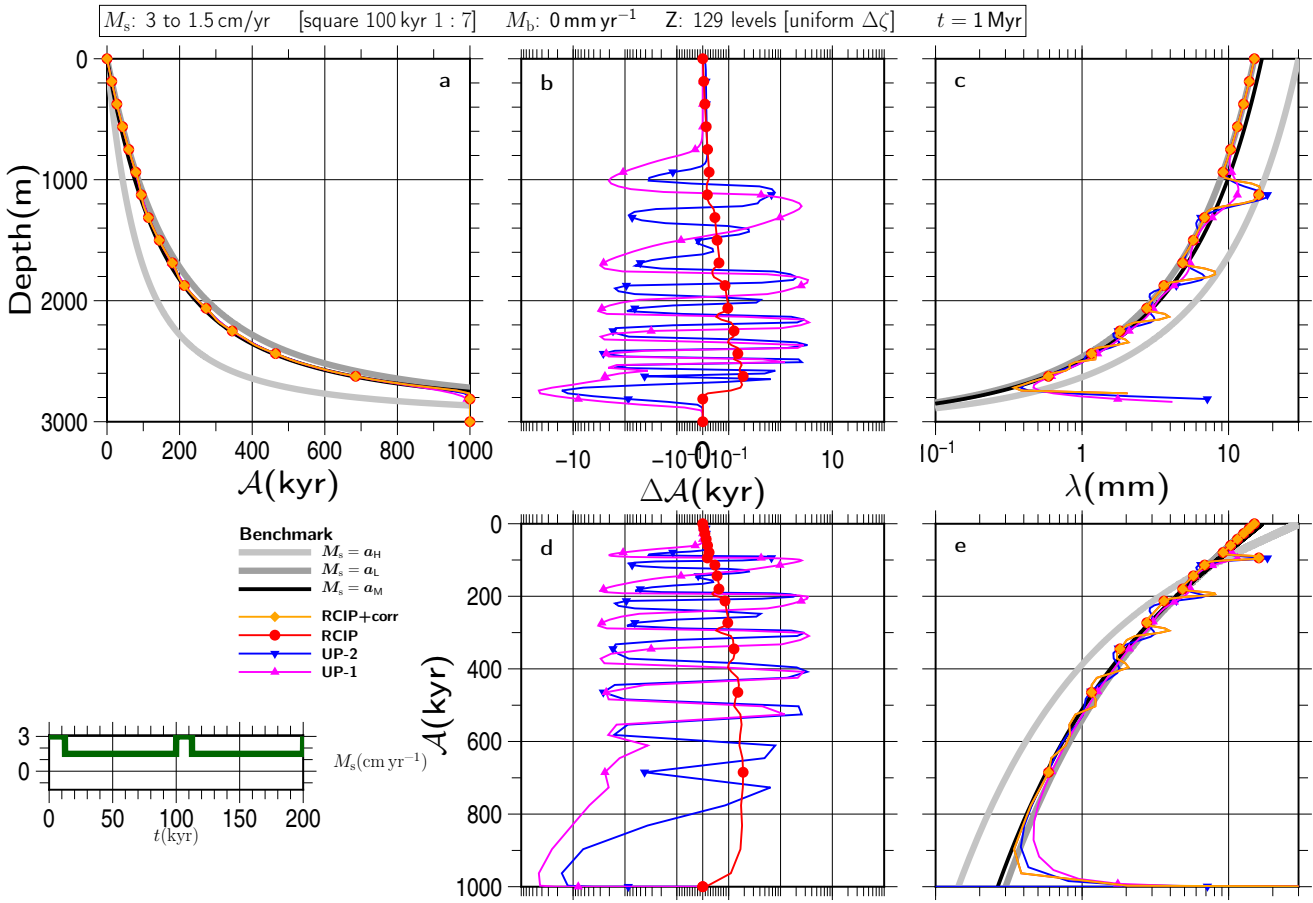 Mₛ: 3 to 1.5 cm/yr [square 100 kyr 1 : 7] M_b: 0 mm yr⁻¹ Z: 129 levels [uniform Δζ] t = 1 Myr
a
b
c
0
1000
2000
3000
Depth(m)
0 200 400 600 800 1000
−10 −10⁻¹ 0 10⁻¹ 10
10⁻¹ 1 10
𝒜(kyr)
Δ𝒜(kyr)
λ(mm)
Benchmark
Mₛ = a_H
Mₛ = a_L
Mₛ = a_M
RCIP+corr
RCIP
UP-2
UP-1
3
0
Mₛ(cm yr⁻¹)
0 50 100 150 200
t(kyr)
d
e
0
200
400
600
800
1000
𝒜(kyr)